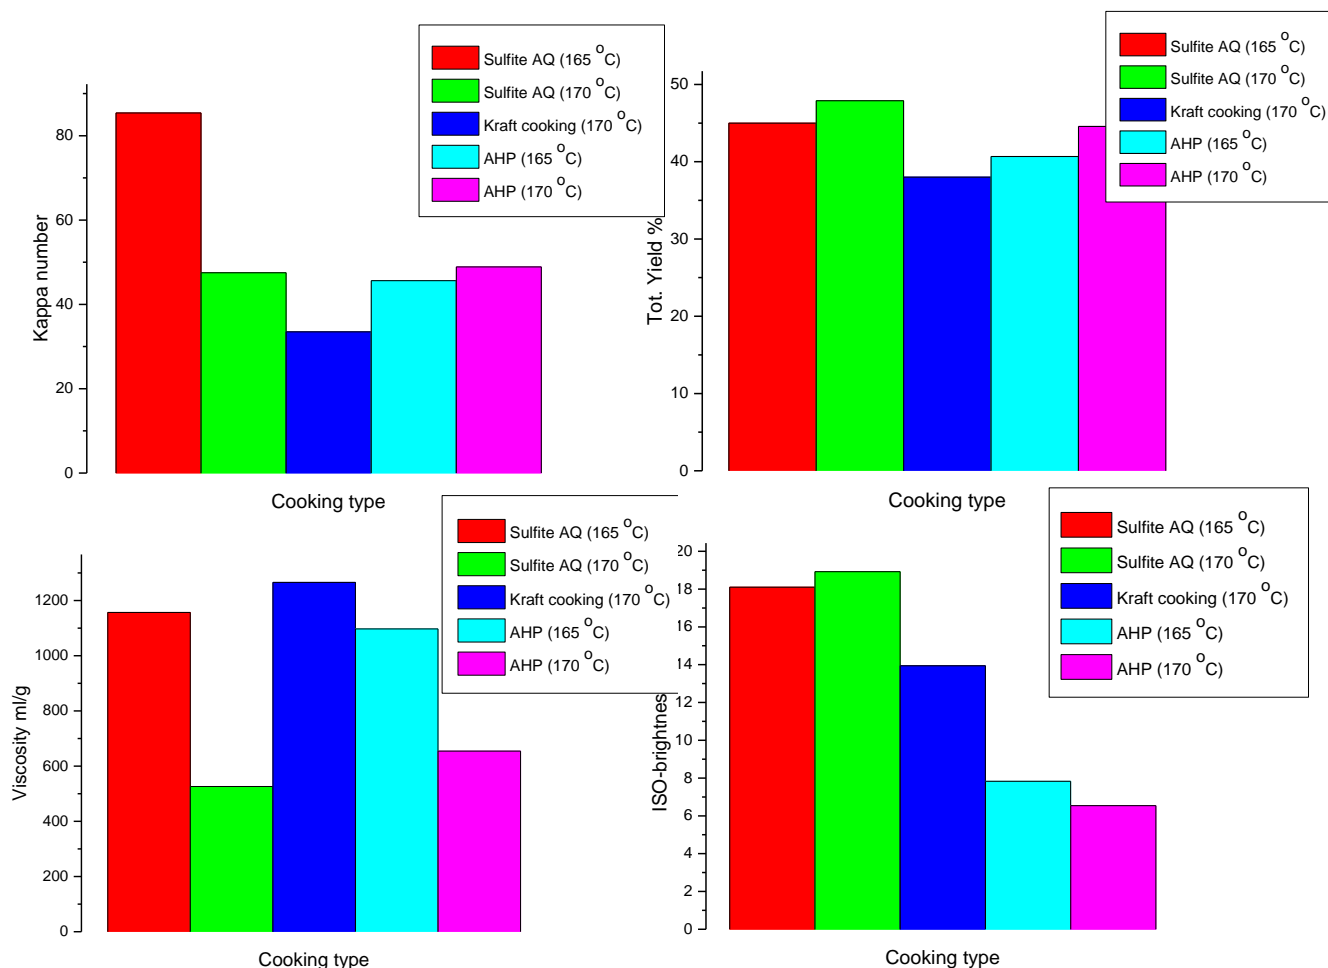 Sulfite AQ (165 °C)
Sulfite AQ (170 °C)
Kraft cooking (170 °C)
AHP (165 °C)
AHP (170 °C)
80
60
40
20
0
Kappa number
Cooking type
Sulfite AQ (165 °C)
Sulfite AQ (170 °C)
Kraft cooking (170 °C)
AHP (165 °C)
AHP (170 °C)
50
40
30
20
10
0
Tot. Yield %
Cooking type
Sulfite AQ (165 °C)
Sulfite AQ (170 °C)
Kraft cooking (170 °C)
AHP (165 °C)
AHP (170 °C)
1200
1000
800
600
400
200
0
Viscosity ml/g
Cooking type
Sulfite AQ (165 °C)
Sulfite AQ (170 °C)
Kraft cooking (170 °C)
AHP (165 °C)
AHP (170 °C)
20
18
16
14
12
10
8
6
4
2
0
ISO-brightnes
Cooking type